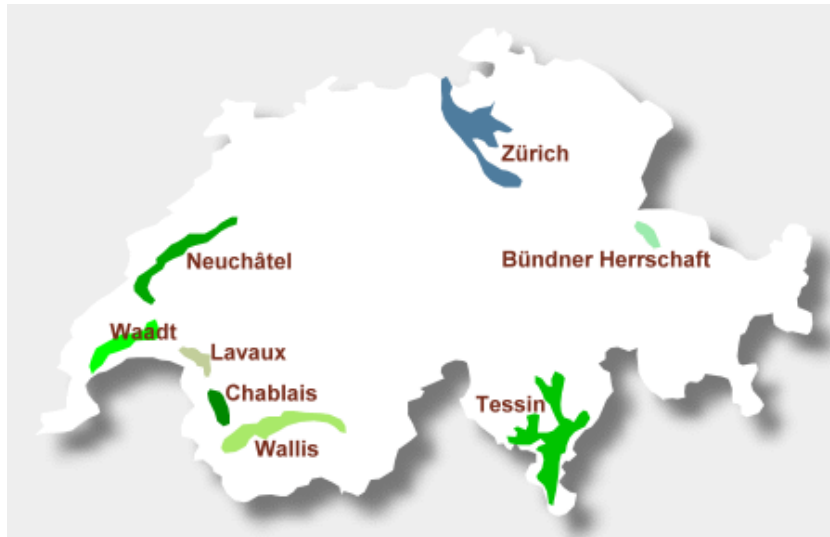 Zürich
Neuchâtel
Bündner Herrschaft
Waadt
Lavaux
Chablais
Tessin
Wallis